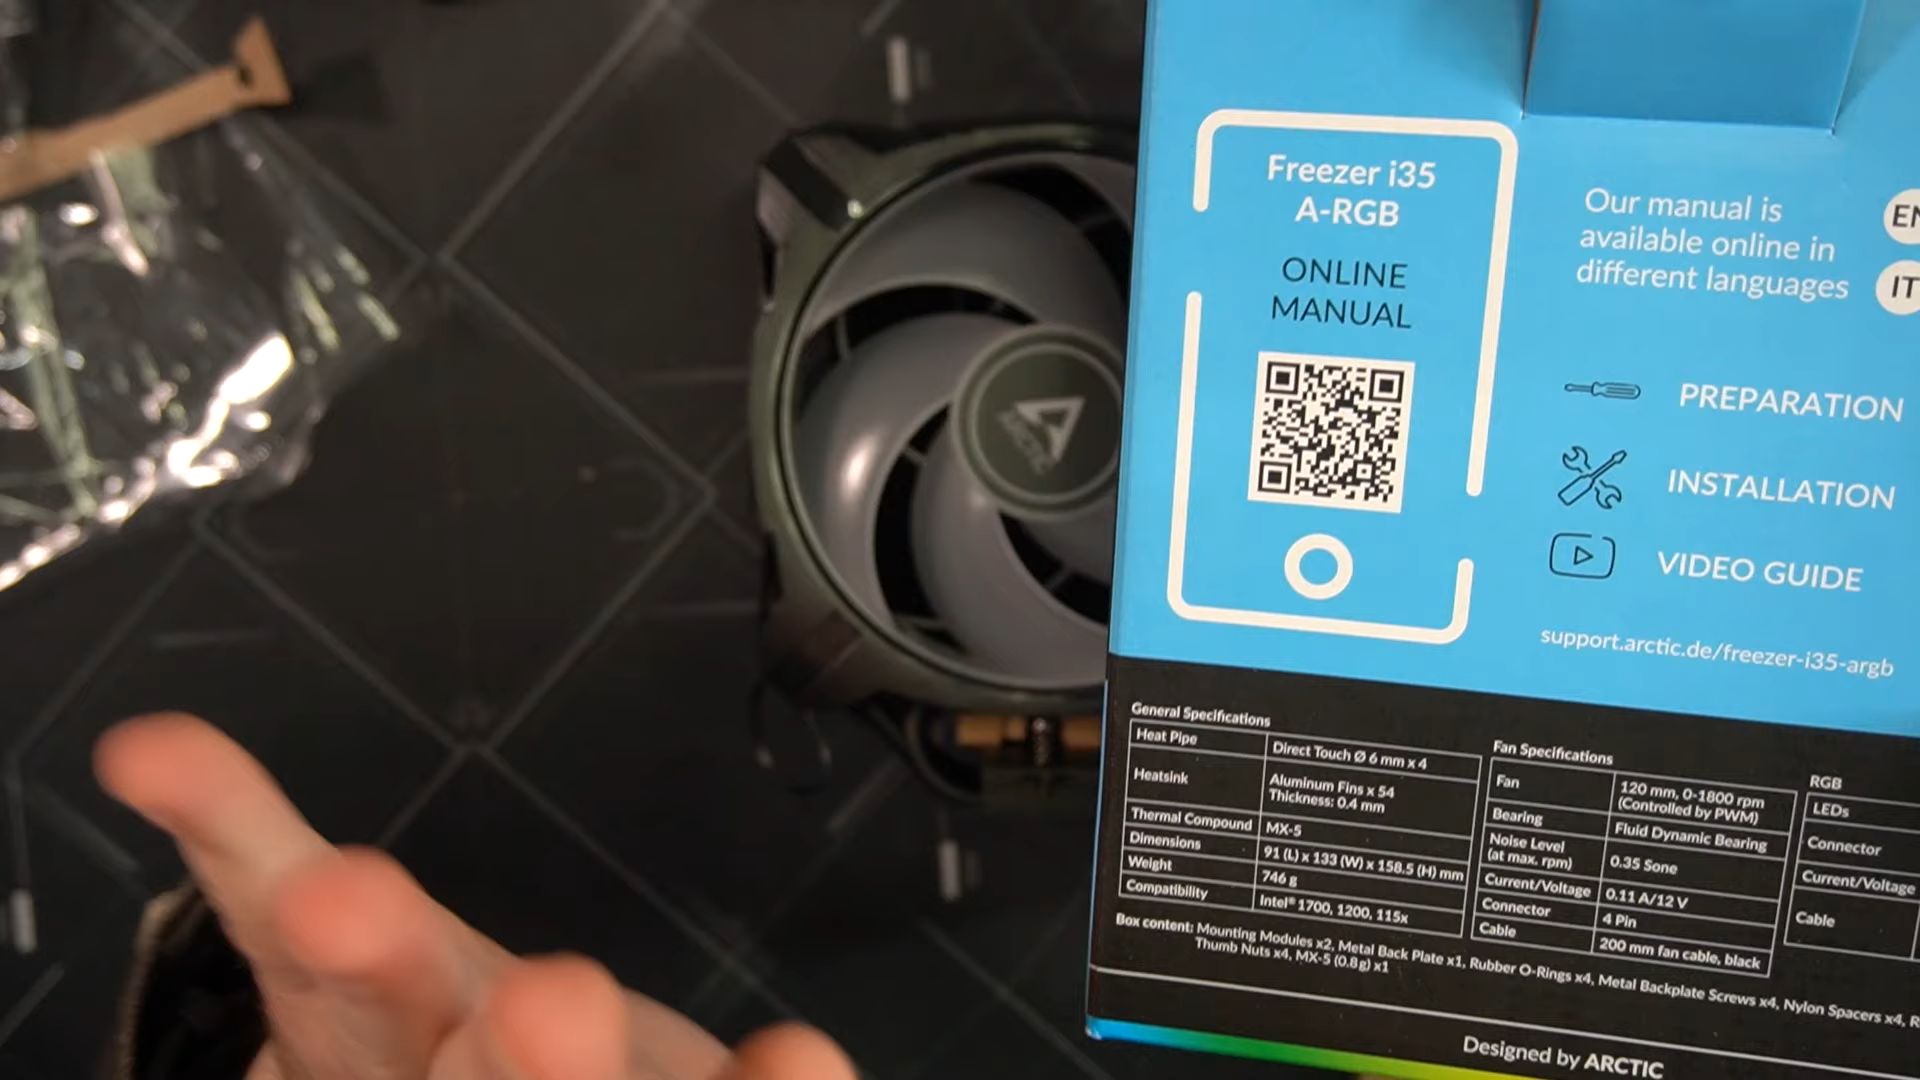 Freezer i35
A-RGB
ONLINE
MANUAL
Our manual is
available online in
different languages
EN
IT
PREPARATION
INSTALLATION
VIDEO GUIDE
support.arctic.de/freezer-i35-argb
ARCTIC
General Specifications
Heat Pipe
Direct Touch Ø 6 mm x 4
Heatsink
Aluminum Fins x 54
Thickness: 0.4 mm
Thermal Compound
MX-5
Dimensions
91 (L) x 133 (W) x 158.5 (H) mm
Weight
746 g
Compatibility
Intel® 1700, 1200, 115x
Fan Specifications
Fan
120 mm, 0-1800 rpm
(Controlled by PWM)
Bearing
Fluid Dynamic Bearing
Noise Level
(at max. rpm)
0.35 Sone
Current/Voltage
0.11 A/12 V
Connector
4 Pin
Cable
200 mm fan cable, black
RGB
LEDs
Connector
Current/Voltage
Cable
Box content: Mounting Modules x2, Metal Back Plate x1, Rubber O-Rings x4, Metal Backplate Screws x4, Nylon Spacers x4, R
Thumb Nuts x4, MX-5 (0.8g) x1
Designed by ARCTIC